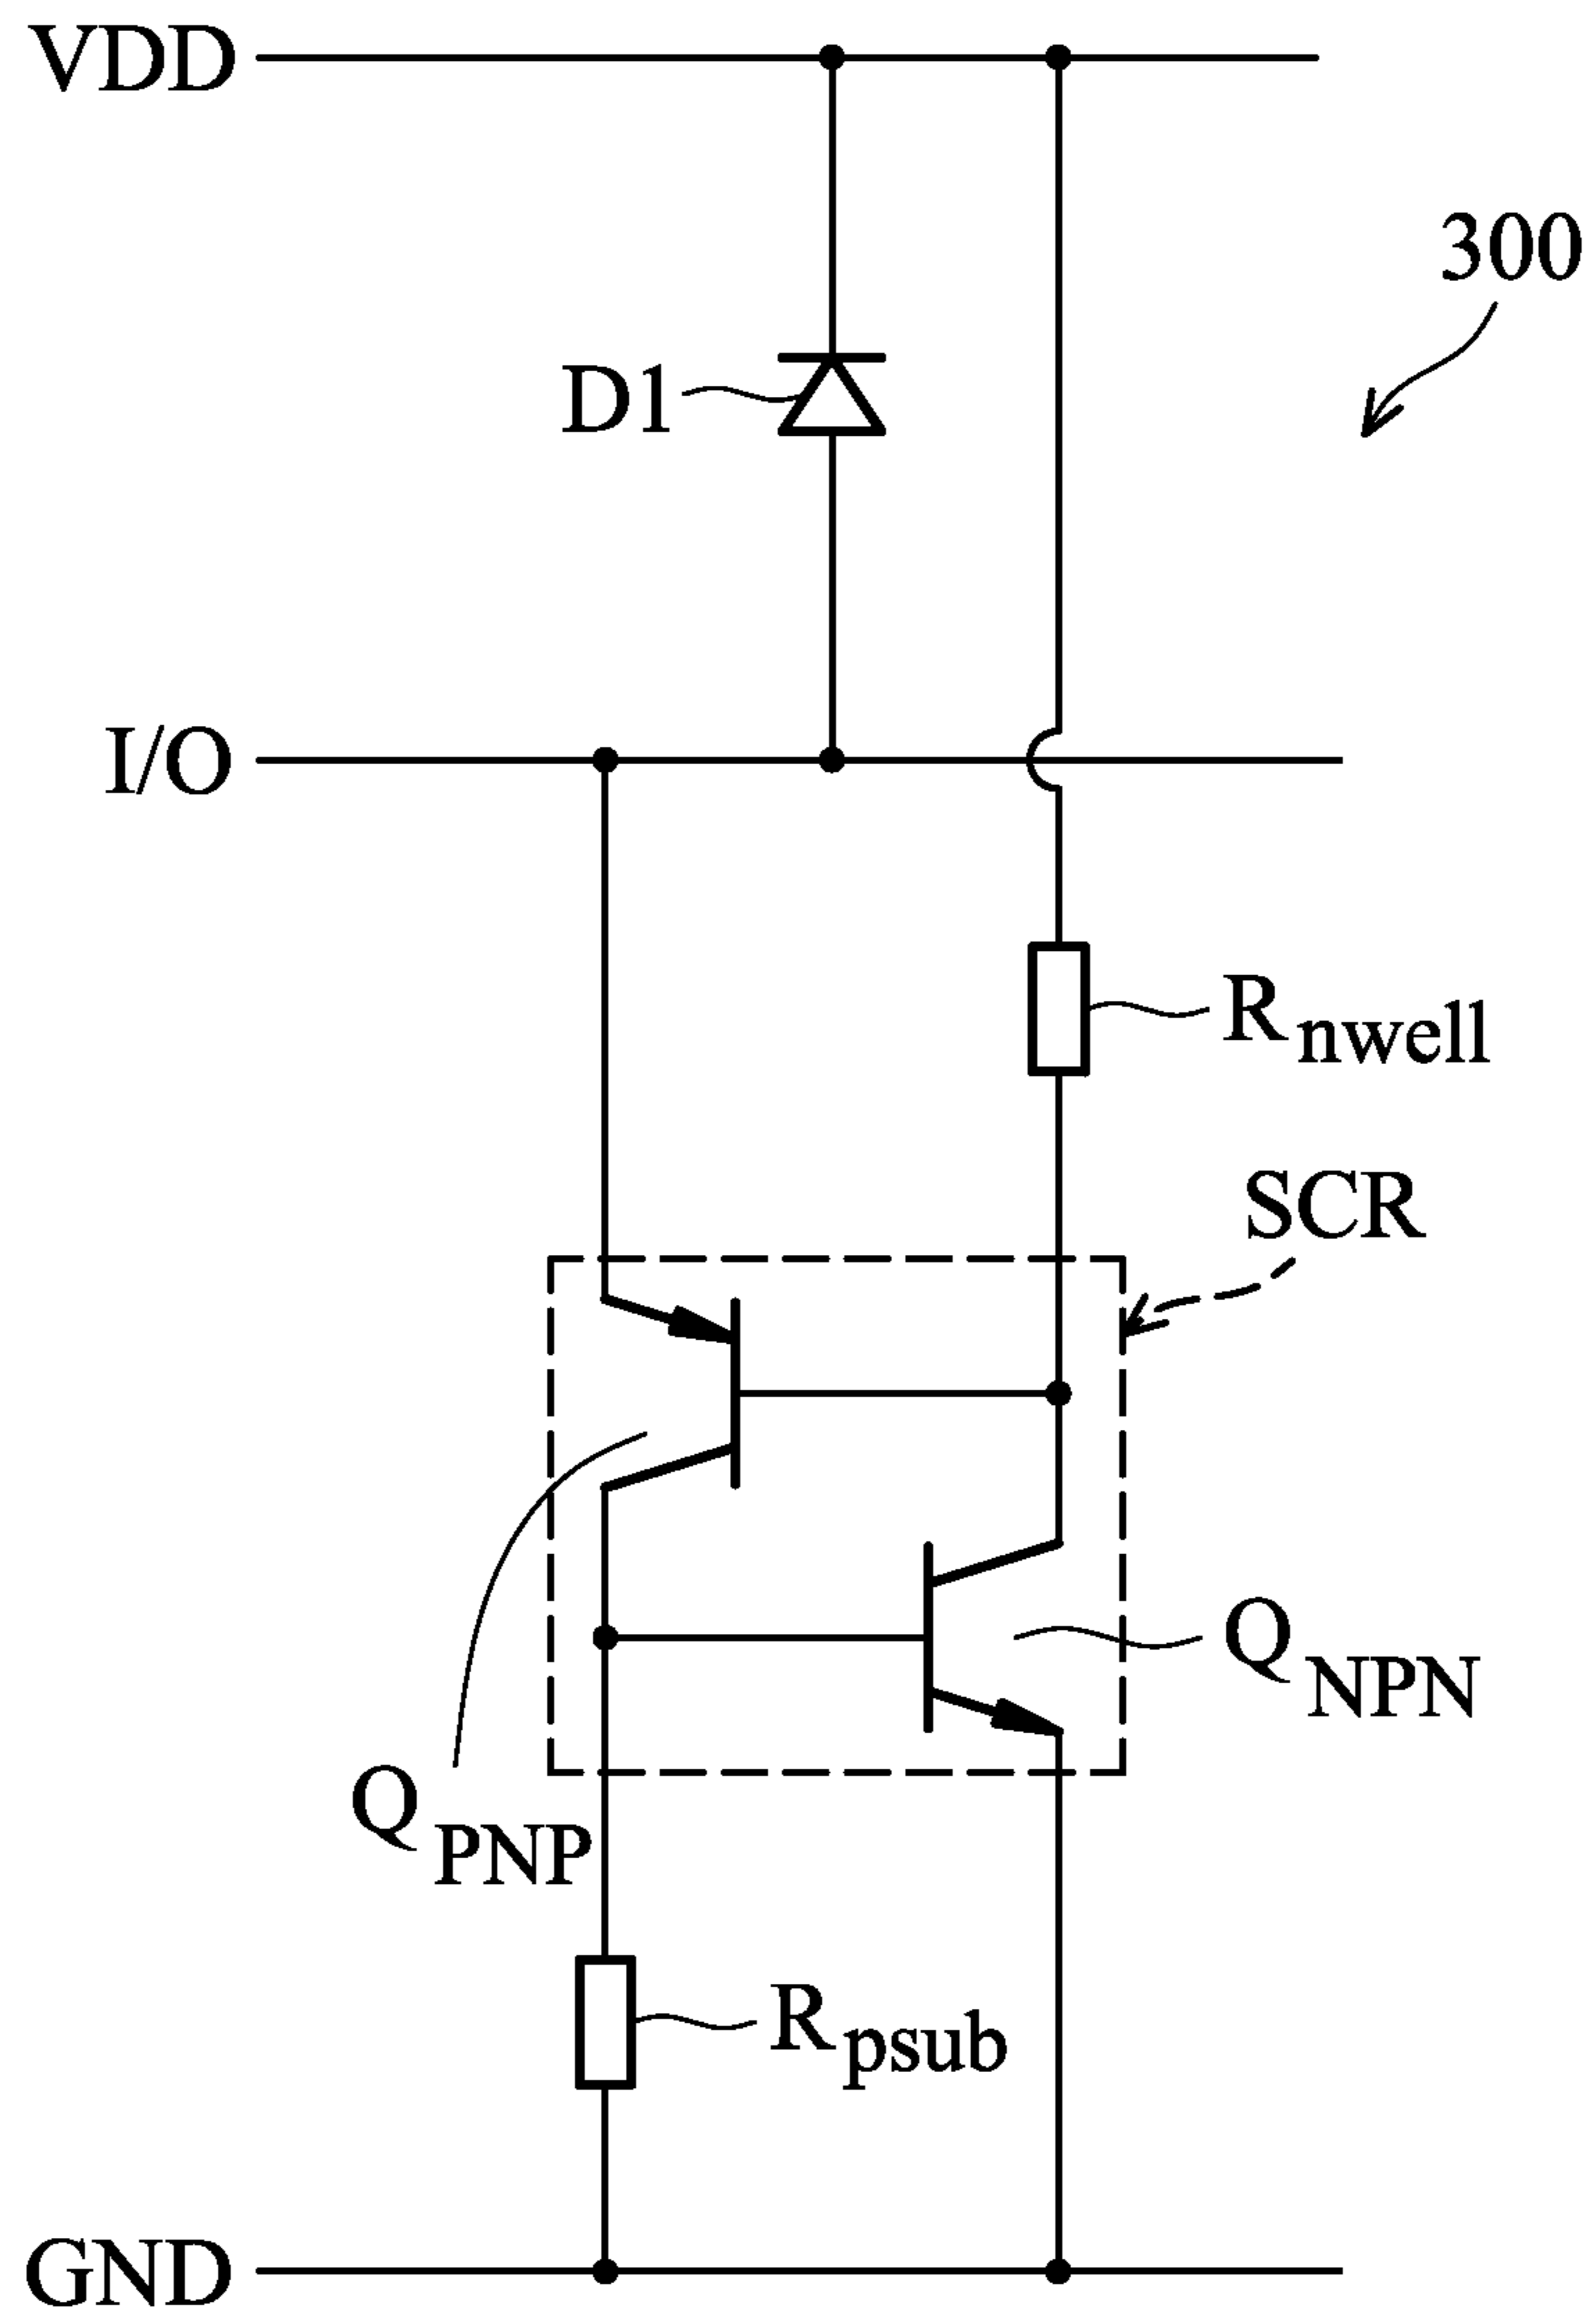 VDD
300
D1
I/O
Rnwell
SCR
QNPN
QPNP
Rpsub
GND